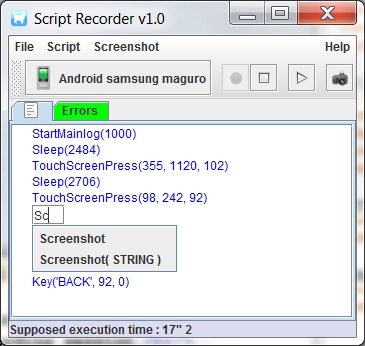 Script Recorder v1.0
File Script Screenshot Help
Android samsung maguro
Errors
StartMainlog(1000)
Sleep(2484)
TouchScreenPress(355, 1120, 102)
Sleep(2706)
TouchScreenPress(98, 242, 92)
Sc
Screenshot
Screenshot( STRING )
Key('BACK', 92, 0)
Supposed execution time : 17" 2